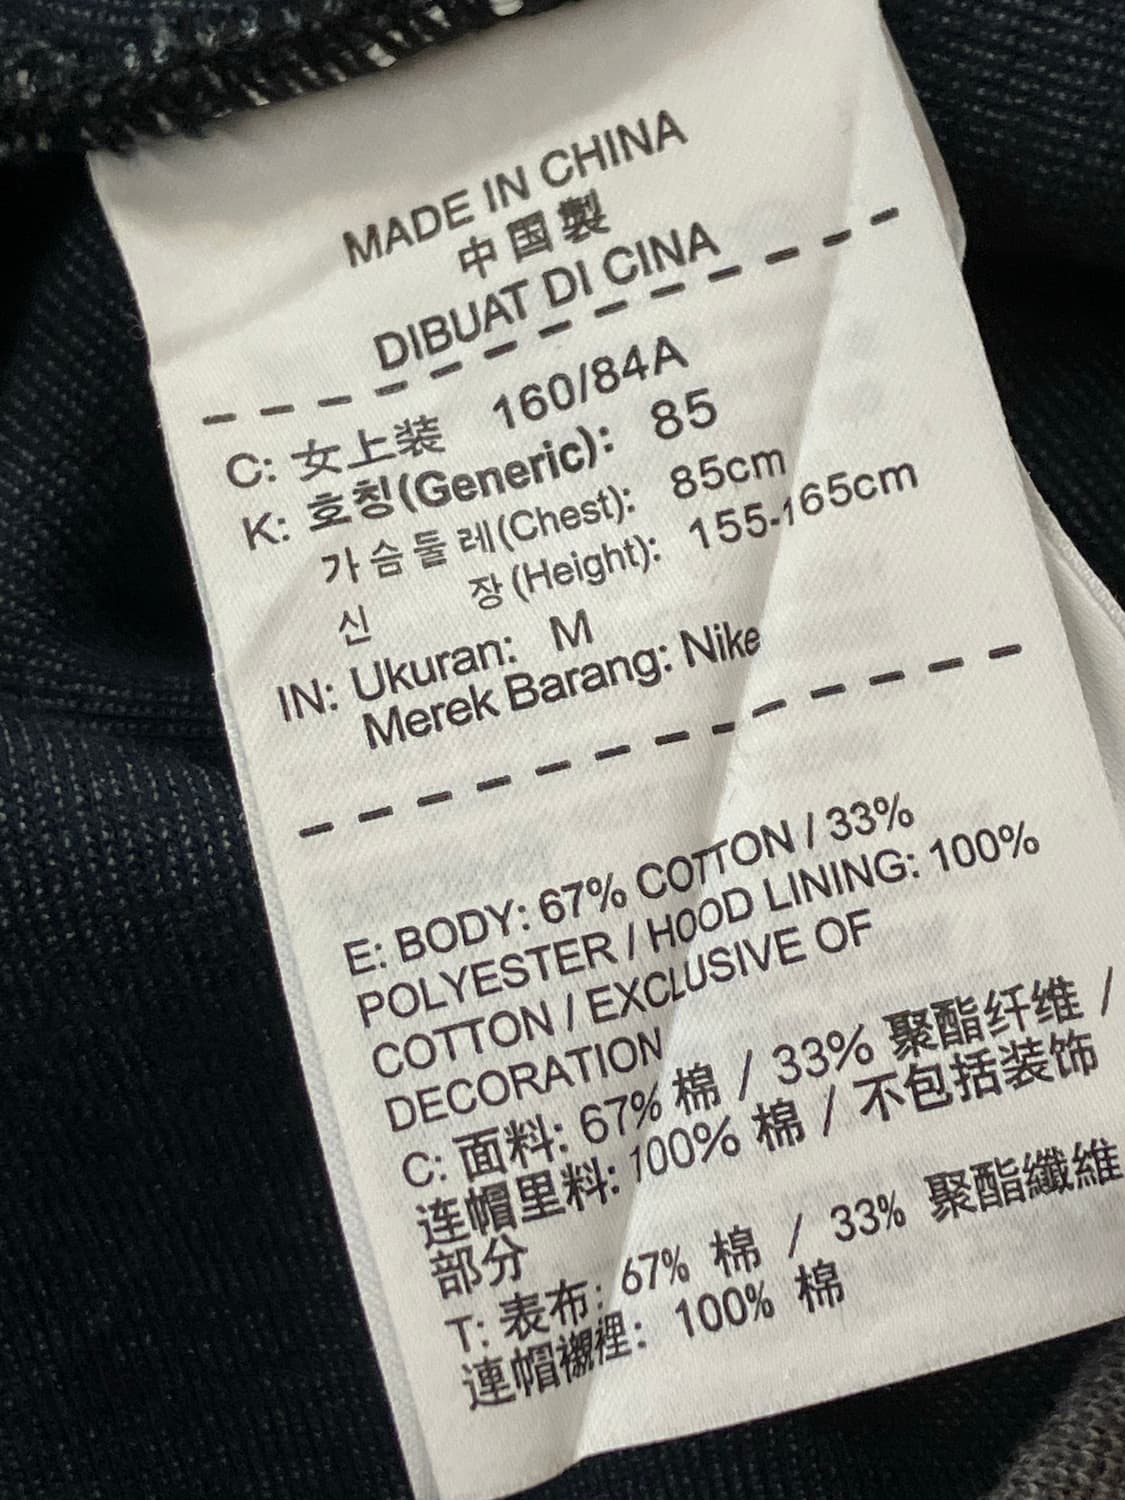 MADE IN CHINA
中国製
DIBUAT DI CINA
C: 女上装 160/84A
K: 호칭(Generic): 85
가슴둘레(Chest): 85cm
신 장(Height): 155-165cm
IN: Ukuran: M
Merek Barang: Nike
E: BODY: 67% COTTON / 33%
POLYESTER / HOOD LINING: 100%
COTTON / EXCLUSIVE OF
DECORATION
C: 面料: 67% 棉 / 33% 聚酯纤维 /
连帽里料: 100% 棉 / 不包括装饰
部分
T: 表布: 67% 棉 / 33% 聚酯纖維
連帽襯裡: 100% 棉